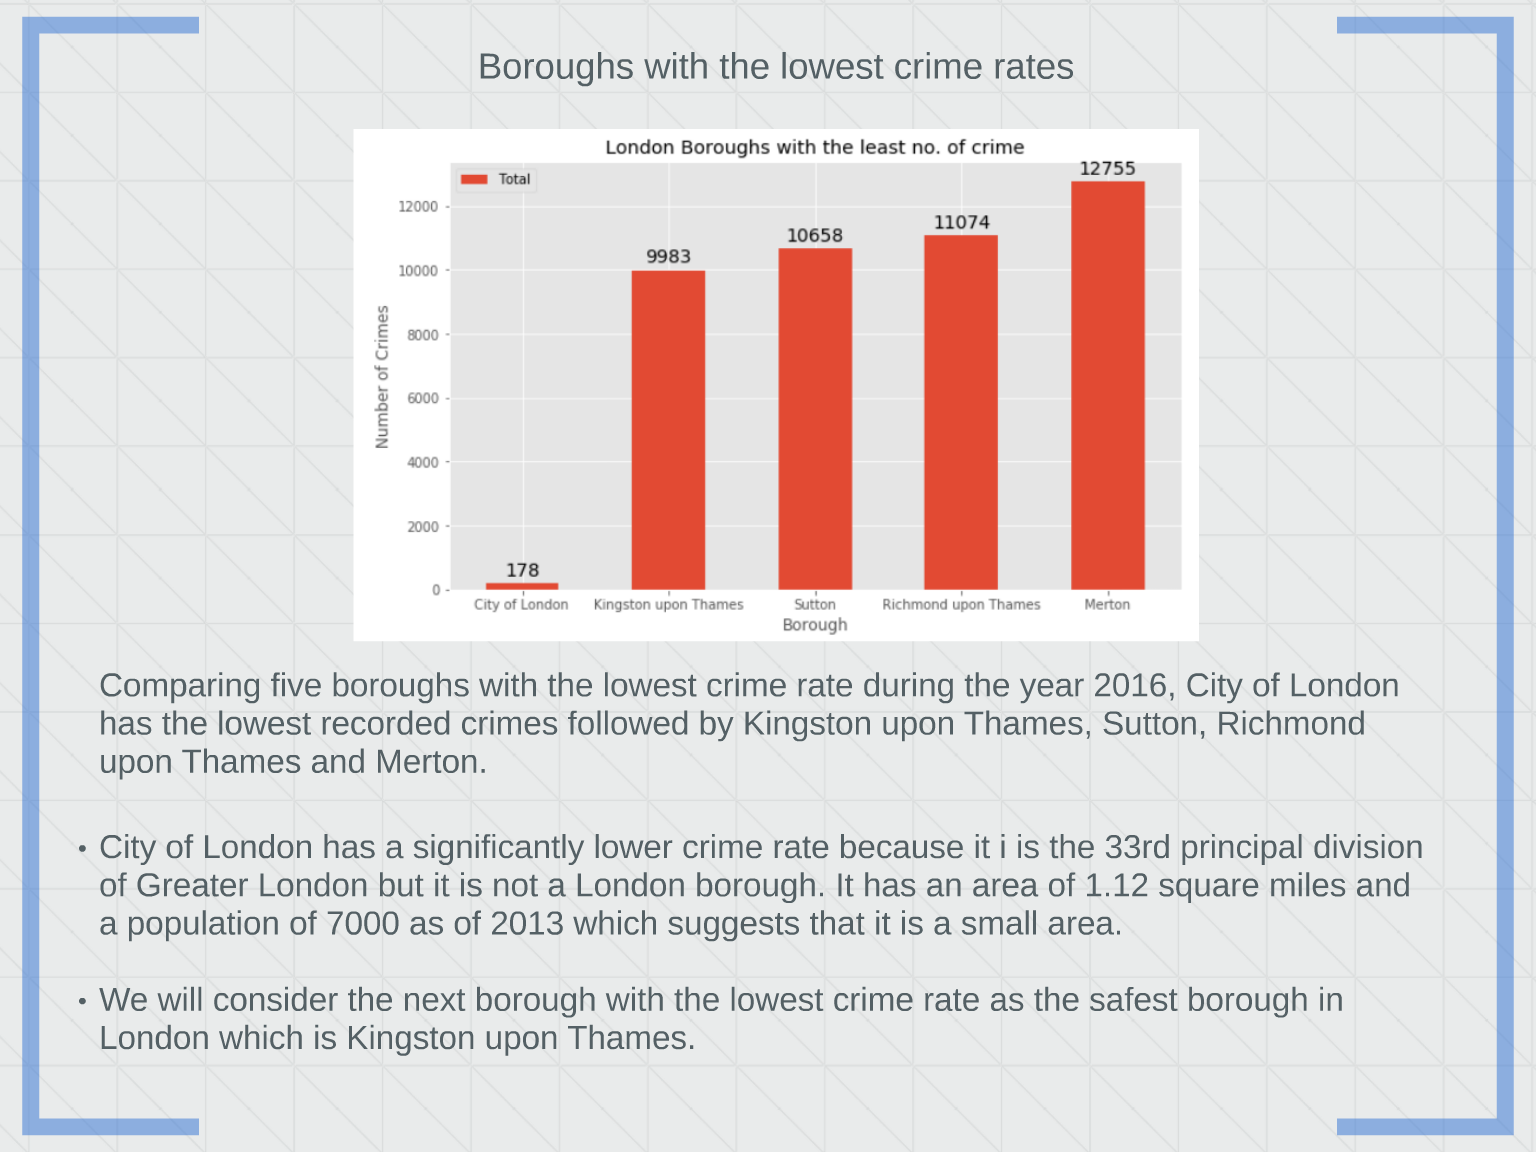 Boroughs with the lowest crime rates
London Boroughs with the least no. of crime
Total
12755
11074
10658
9983
178
12000
10000
8000
6000
4000
2000
0
Number of Crimes
City of London
Kingston upon Thames
Sutton
Richmond upon Thames
Merton
Borough
Comparing five boroughs with the lowest crime rate during the year 2016, City of London
has the lowest recorded crimes followed by Kingston upon Thames, Sutton, Richmond
upon Thames and Merton.
• City of London has a significantly lower crime rate because it i is the 33rd principal division
of Greater London but it is not a London borough. It has an area of 1.12 square miles and
a population of 7000 as of 2013 which suggests that it is a small area.
• We will consider the next borough with the lowest crime rate as the safest borough in
London which is Kingston upon Thames.